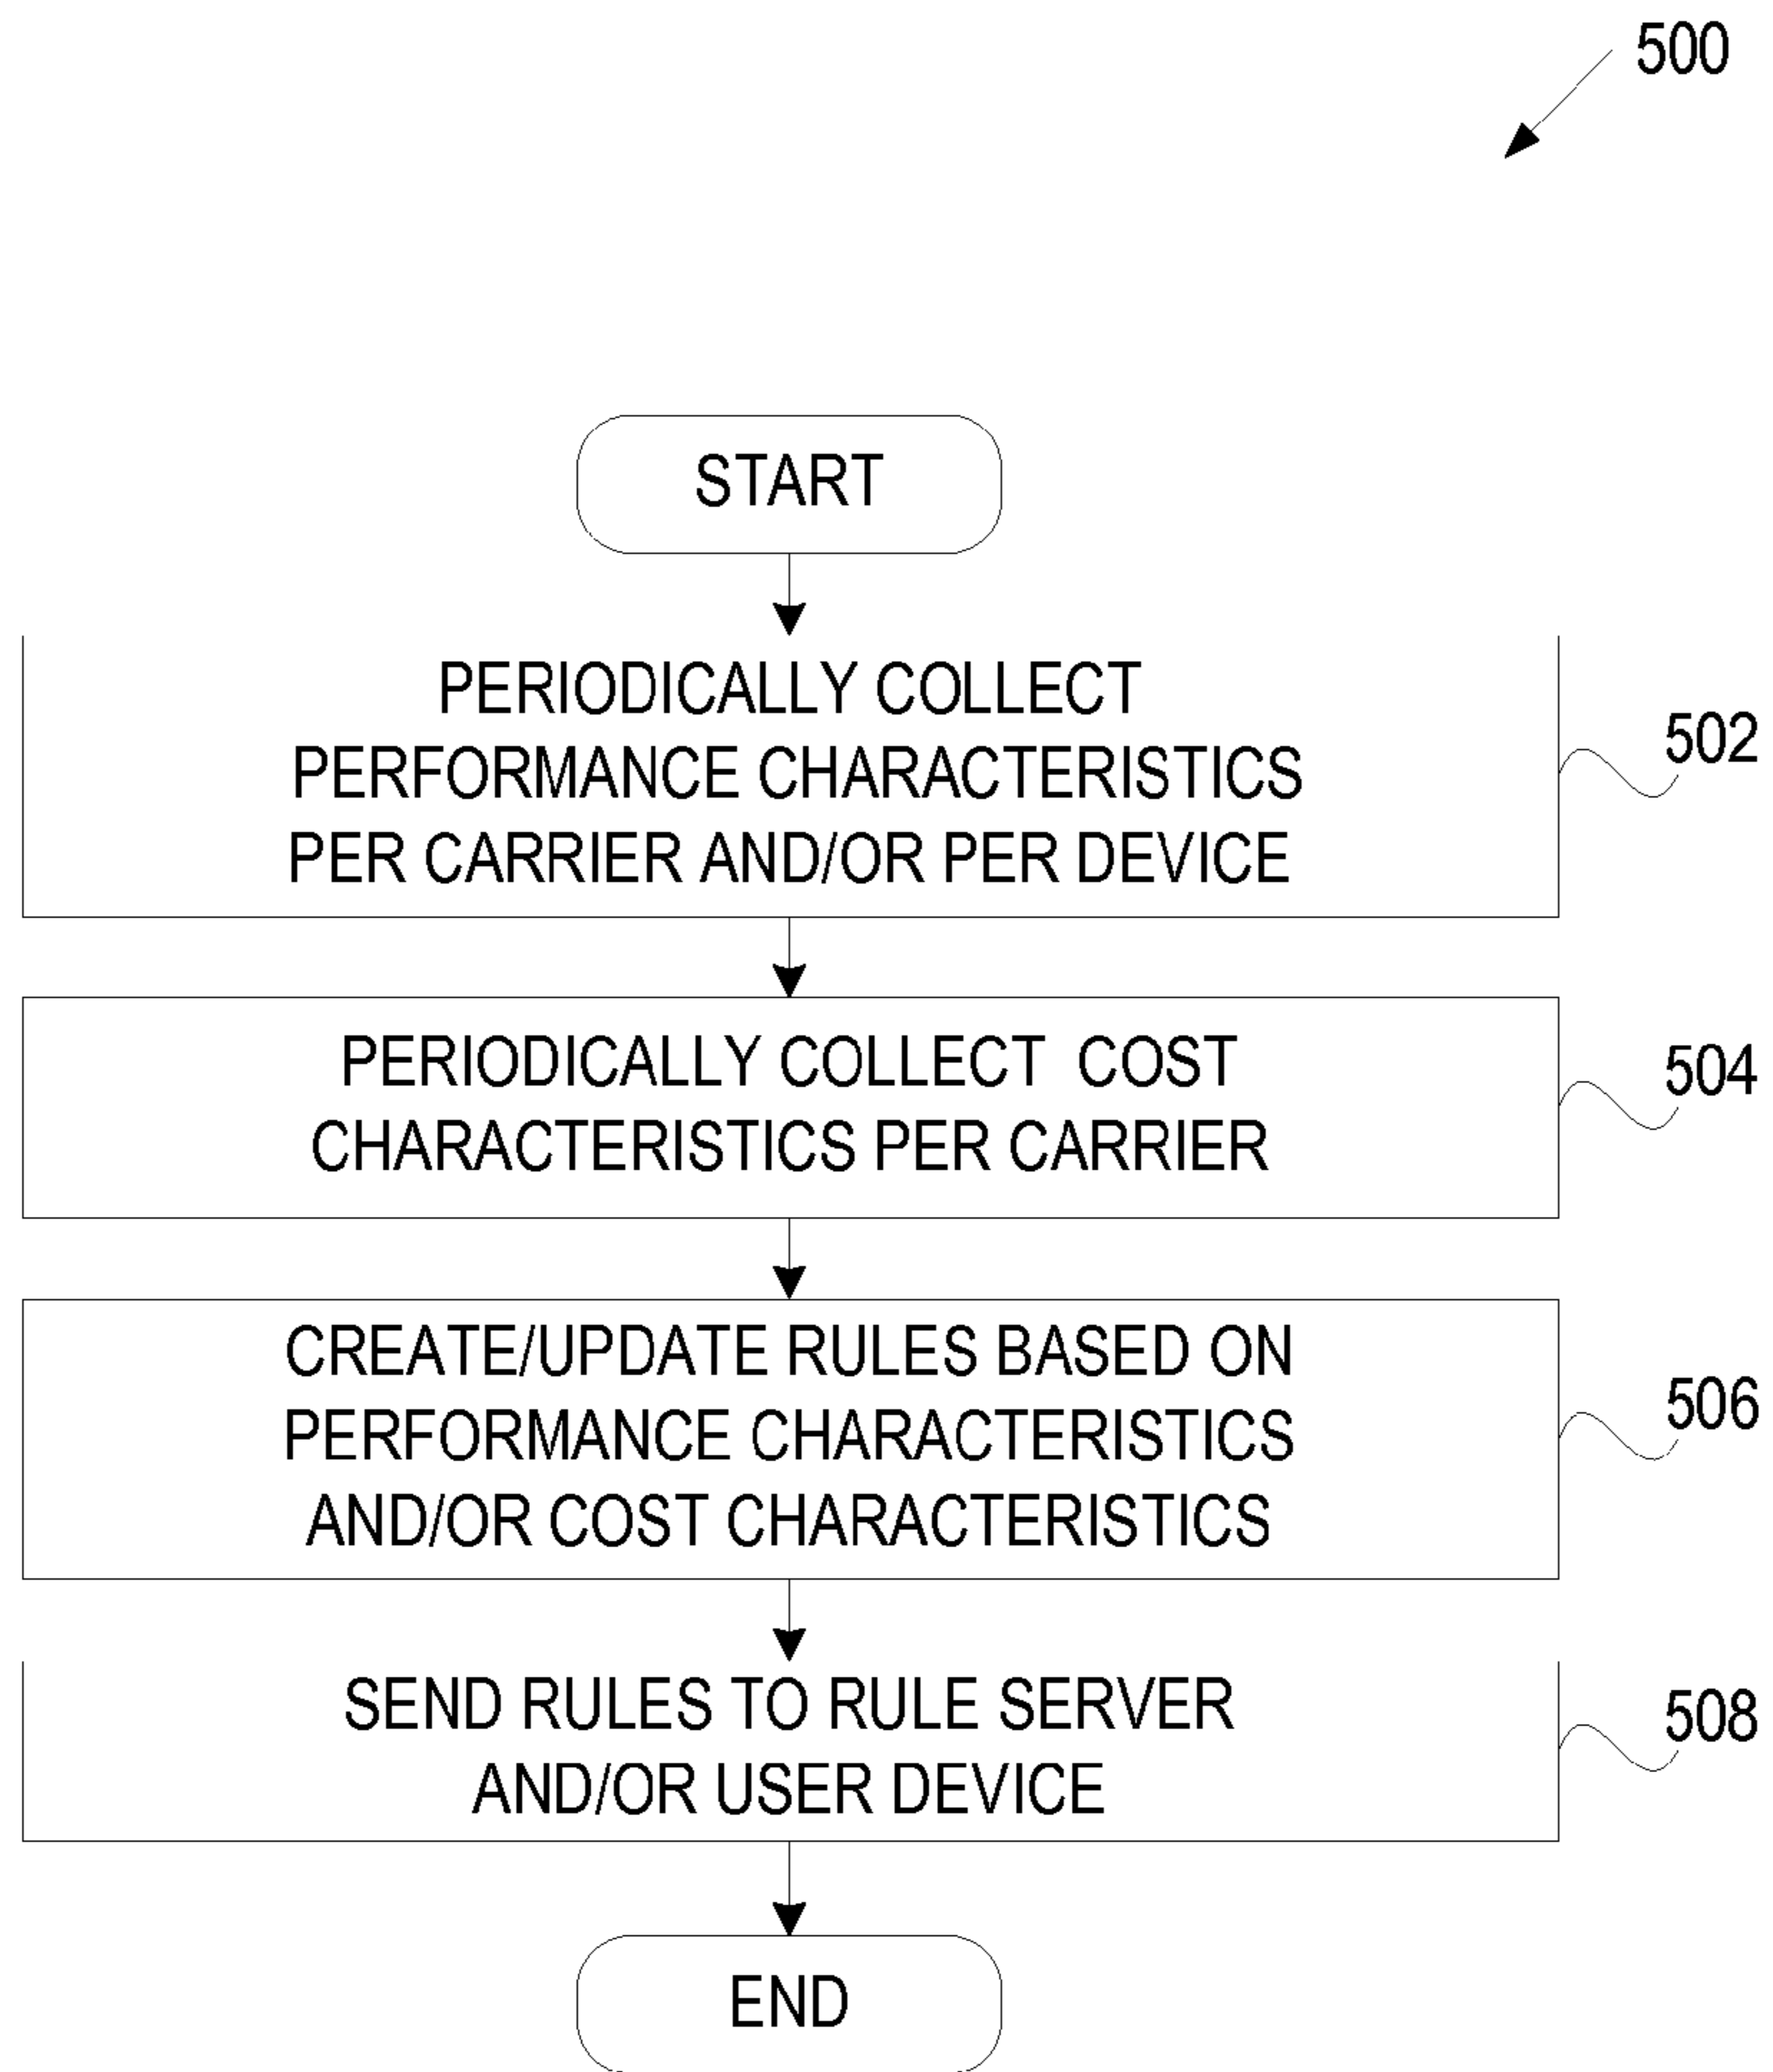 500
START
PERIODICALLY COLLECT
PERFORMANCE CHARACTERISTICS
PER CARRIER AND/OR PER DEVICE
502
PERIODICALLY COLLECT COST
CHARACTERISTICS PER CARRIER
504
CREATE/UPDATE RULES BASED ON
PERFORMANCE CHARACTERISTICS
AND/OR COST CHARACTERISTICS
506
SEND RULES TO RULE SERVER
AND/OR USER DEVICE
508
END